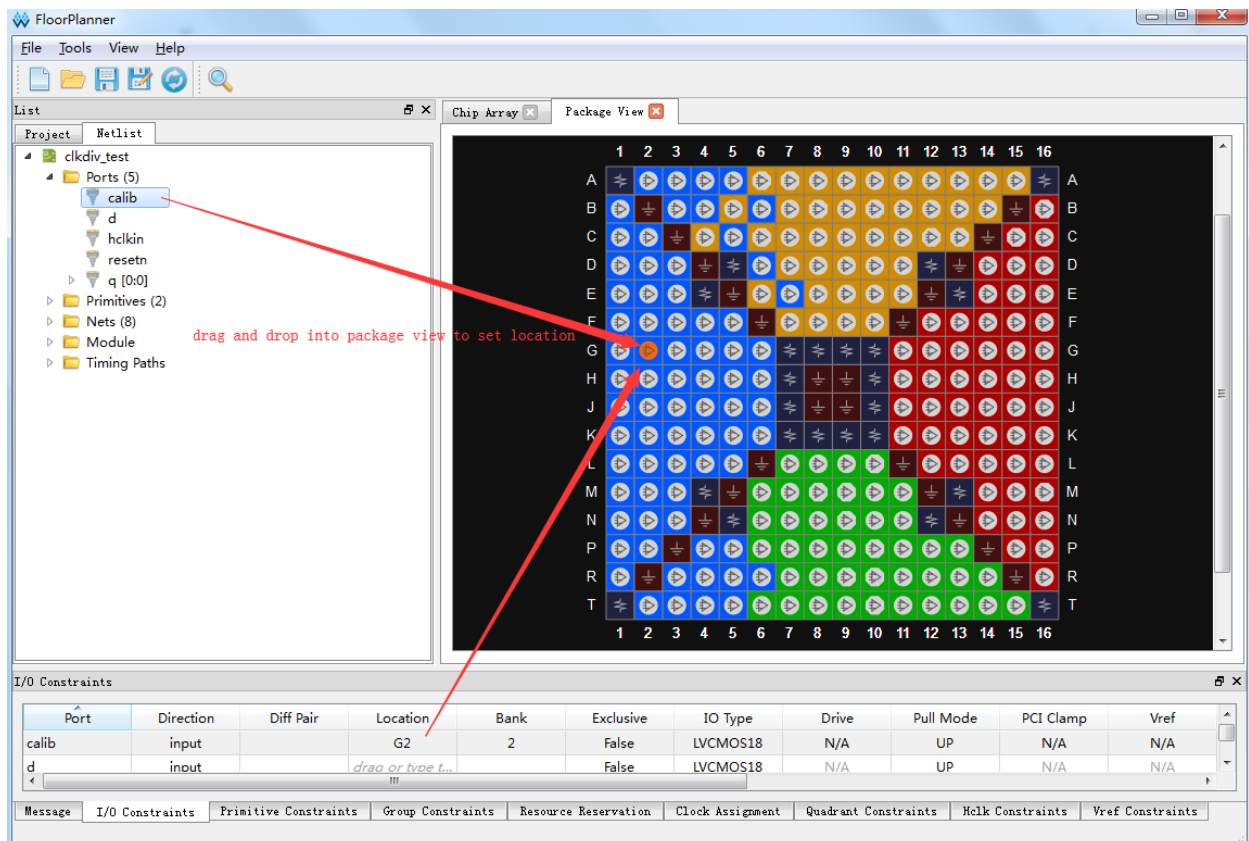 FloorPlanner
File Tools View Help
List
Chip Array Package View
Project Netlist
clkdiv_test
Ports (5)
calib
d
hclkin
resetn
q [0:0]
Primitives (2)
Nets (8)
Module
Timing Paths
drag and drop into package view to set location
1 2 3 4 5 6 7 8 9 10 11 12 13 14 15 16
A A
B B
C C
D D
E E
F F
G G
H H
J J
K K
L L
M M
N N
P P
R R
T T
1 2 3 4 5 6 7 8 9 10 11 12 13 14 15 16
I/O Constraints
Port Direction Diff Pair Location Bank Exclusive IO Type Drive Pull Mode PCI Clamp Vref
calib input G2 2 False LVCMOS18 N/A UP N/A N/A
d input drag or type t... False LVCMOS18 N/A UP N/A N/A
Message I/O Constraints Primitive Constraints Group Constraints Resource Reservation Clock Assignment Quadrant Constraints Hclk Constraints Vref Constraints